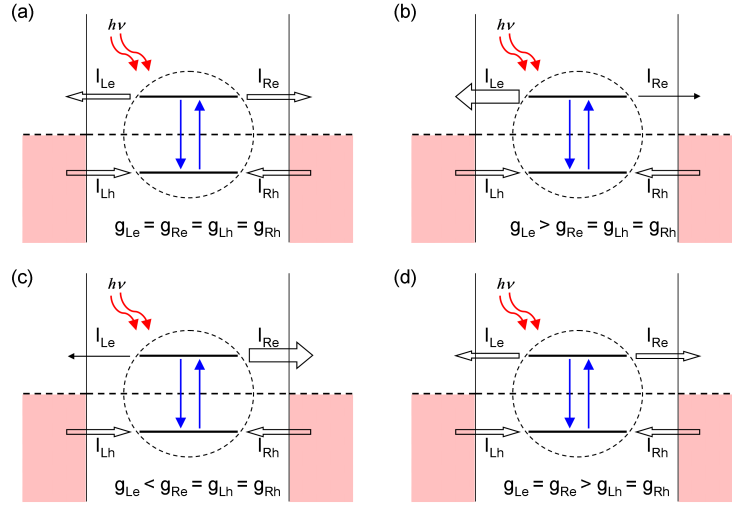 (a)
hν
I_Le
I_Re
I_Lh
I_Rh
g_Le = g_Re = g_Lh = g_Rh
(b)
hν
I_Le
I_Re
I_Lh
I_Rh
g_Le > g_Re = g_Lh = g_Rh
(c)
hν
I_Le
I_Re
I_Lh
I_Rh
g_Le < g_Re = g_Lh = g_Rh
(d)
hν
I_Le
I_Re
I_Lh
I_Rh
g_Le = g_Re > g_Lh = g_Rh